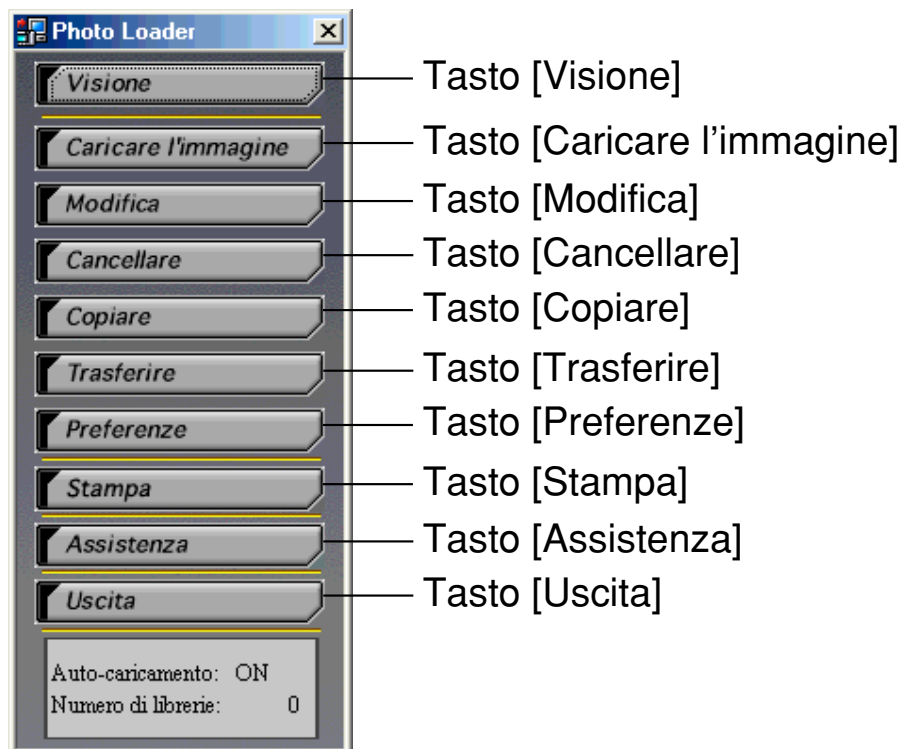 Photo Loader
Visione Tasto [Visione]
Caricare l'immagine Tasto [Caricare l’immagine]
Modifica Tasto [Modifica]
Cancellare Tasto [Cancellare]
Copiare Tasto [Copiare]
Trasferire Tasto [Trasferire]
Preferenze Tasto [Preferenze]
Stampa Tasto [Stampa]
Assistenza Tasto [Assistenza]
Uscita Tasto [Uscita]
Auto-caricamento: ON
Numero di librerie: 0